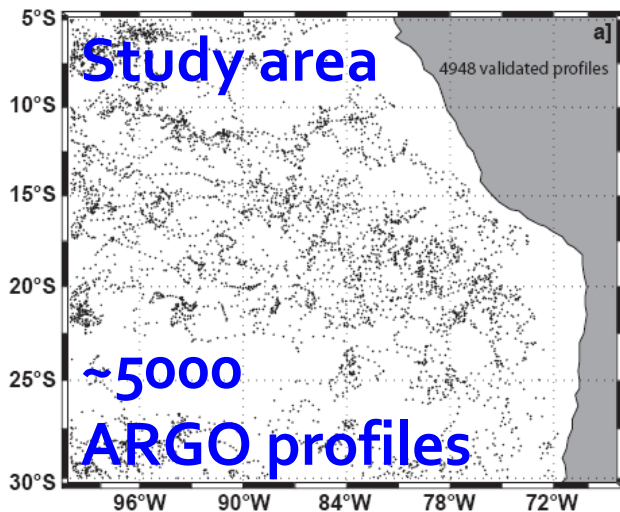 5°S
a]
Study area
4948 validated profiles
10°S
15°S
20°S
~5000
25°S
ARGO profiles
30°S
96°W 90°W 84°W 78°W 72°W